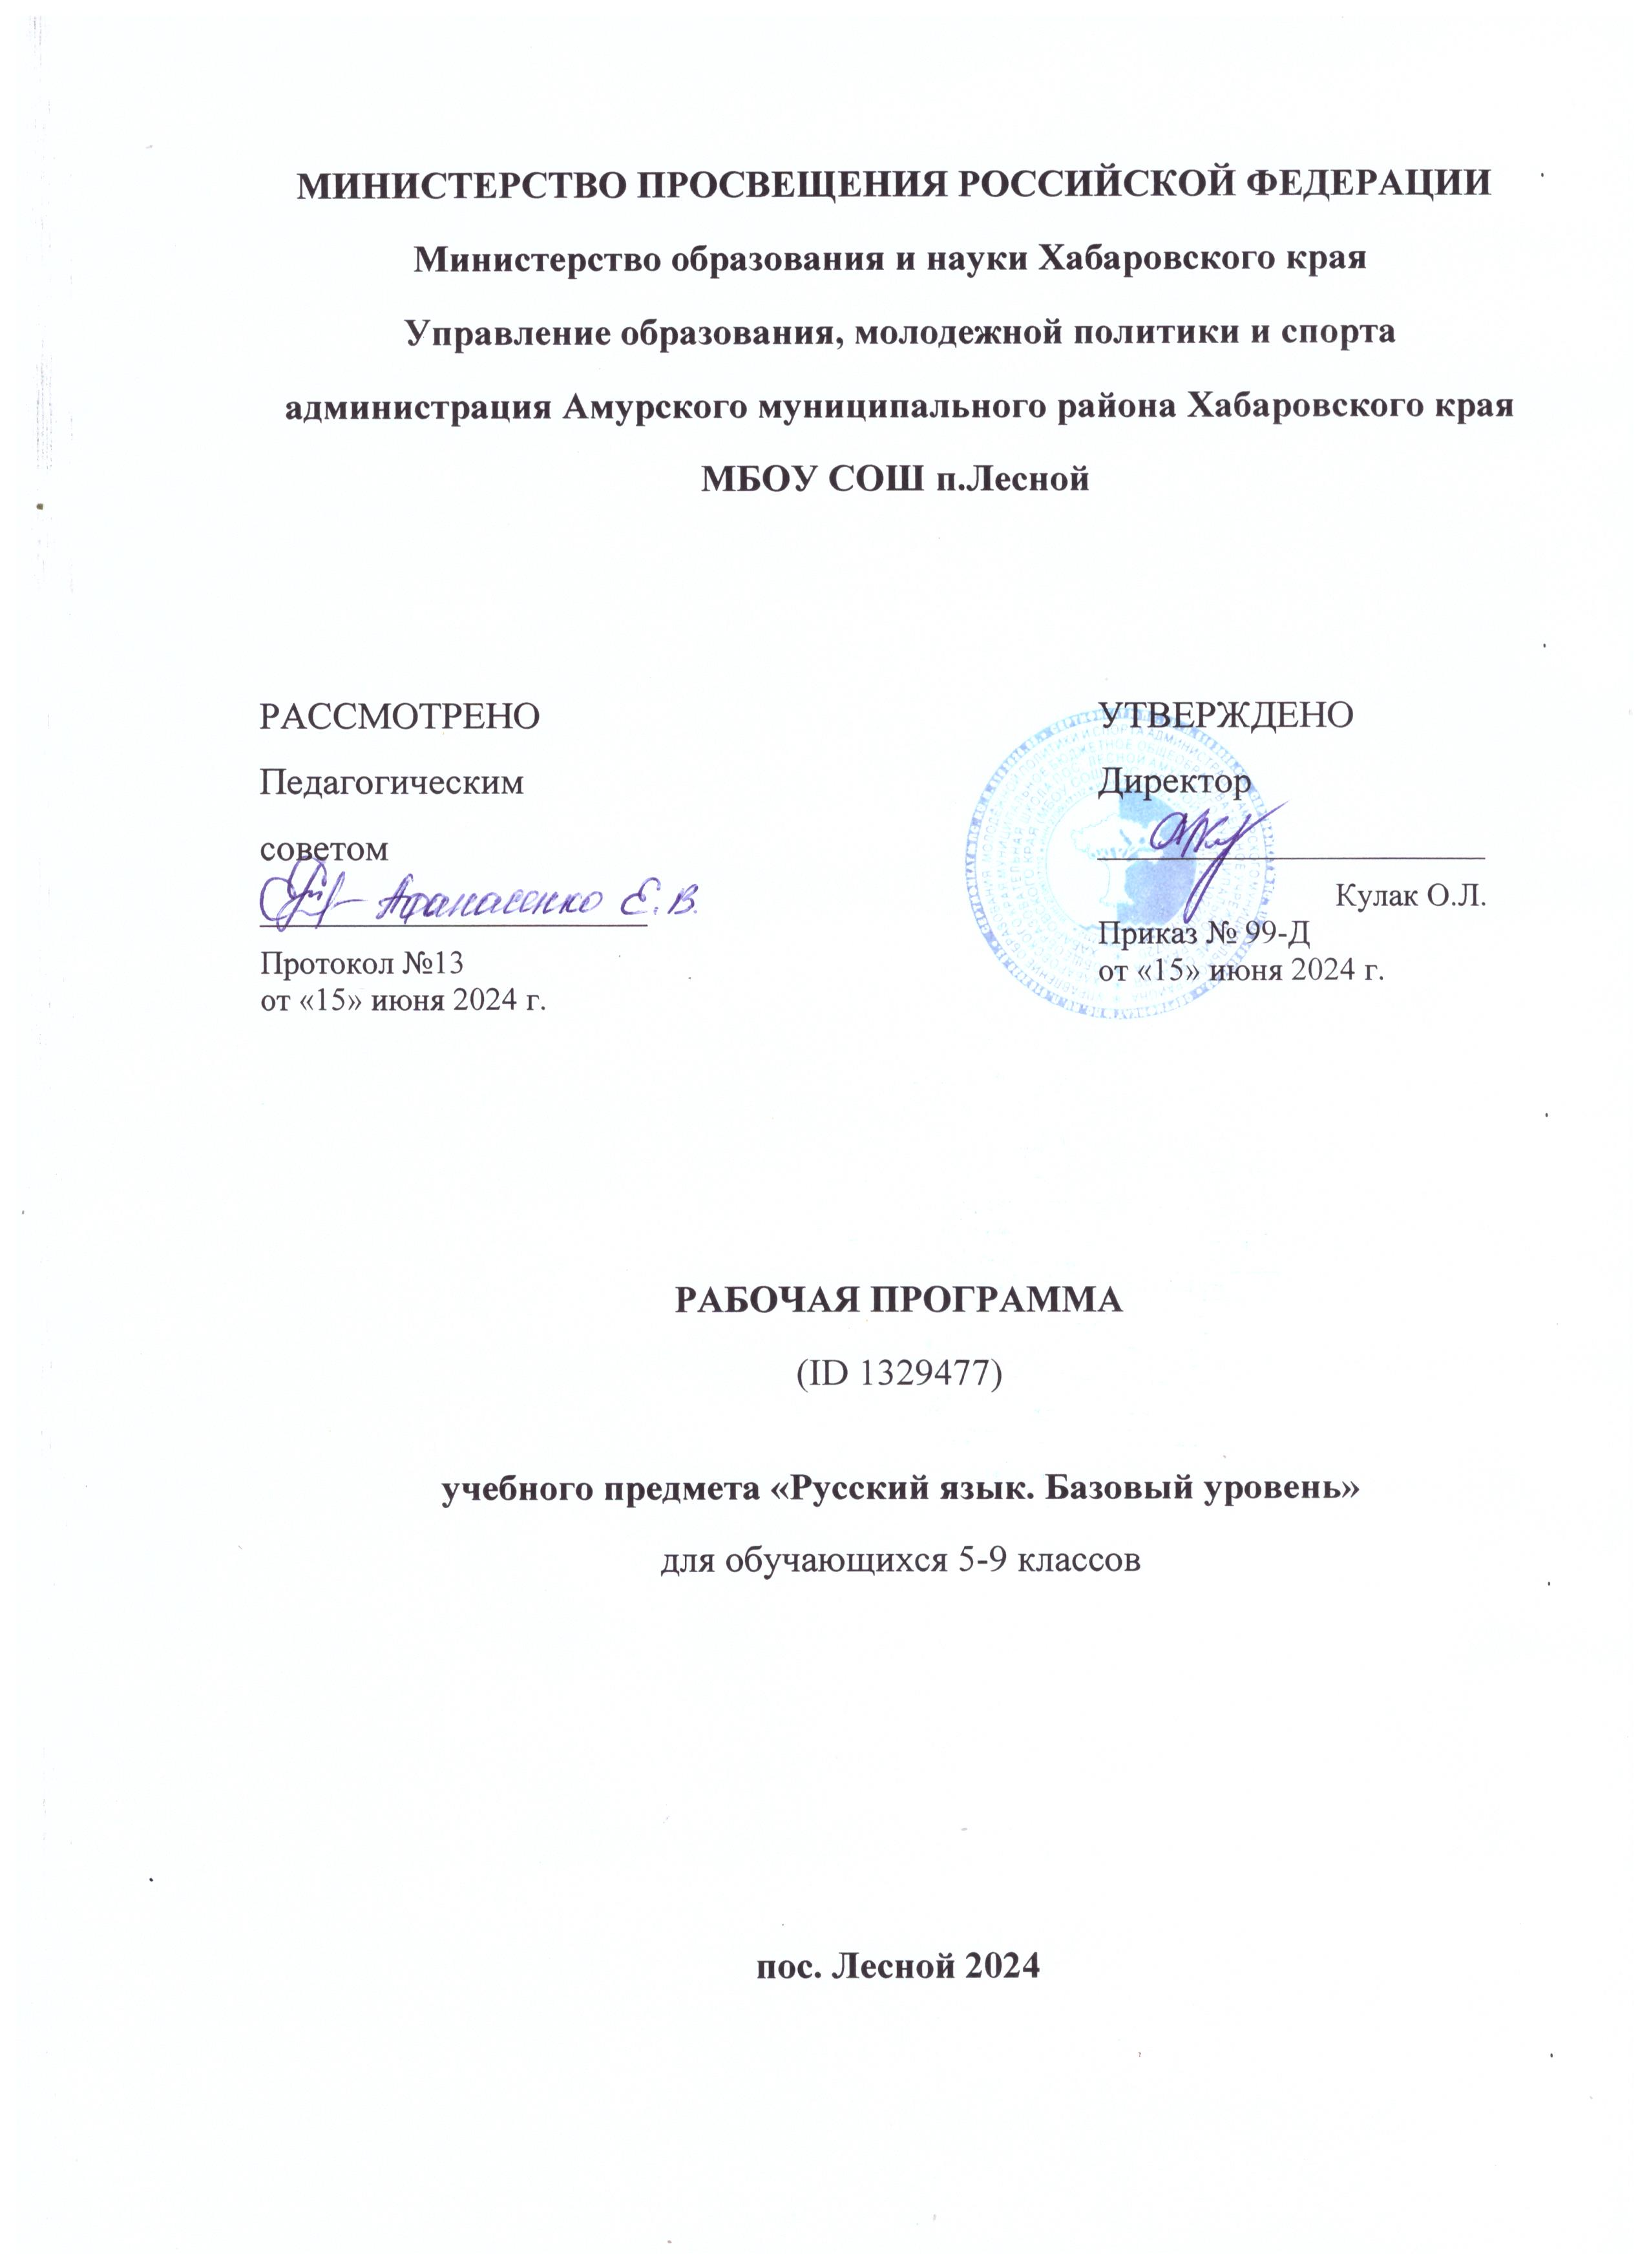 МИНИСТЕРСТВО ПРОСВЕЩЕНИЯ РОССИЙСКОЙ ФЕДЕРАЦИИ
Министерство образования и науки Хабаровского края
Управление образования, молодежной политики и спорта
администрация Амурского муниципального района Хабаровского края
МБОУ СОШ п.Лесной
РАССМОТРЕНО
Педагогическим
советом
Афанасенко Е.В.
Протокол №13
от «15» июня 2024 г.
УТВЕРЖДЕНО
Директор
Кулак О.Л.
Приказ № 99-Д
от «15» июня 2024 г.
РАБОЧАЯ ПРОГРАММА
(ID 1329477)
учебного предмета «Русский язык. Базовый уровень»
для обучающихся 5-9 классов
пос. Лесной 2024